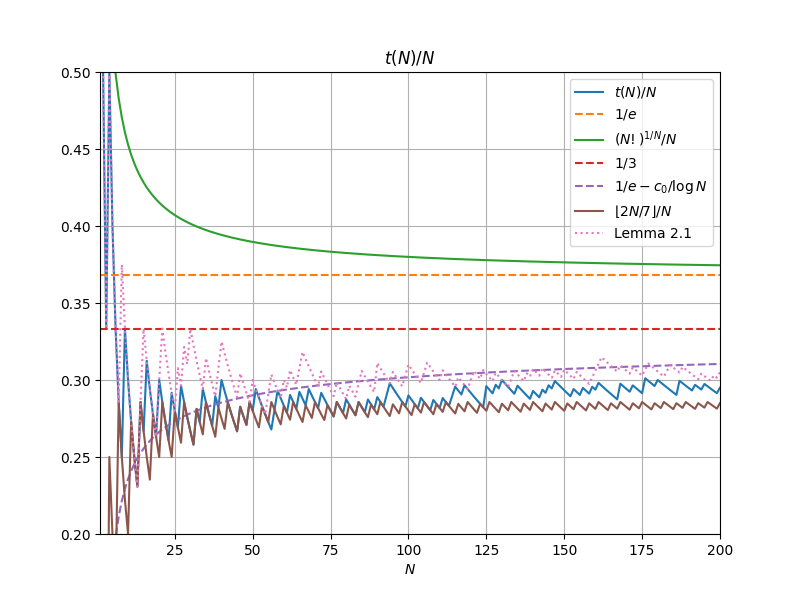 t(N)/N
0.50
0.45
0.40
0.35
0.30
0.25
0.20
t(N)/N
1/e
(N!)^{1/N}/N
1/3
1/e − c₀/log N
⌊2N/7⌋/N
Lemma 2.1
25 50 75 100 125 150 175 200
N